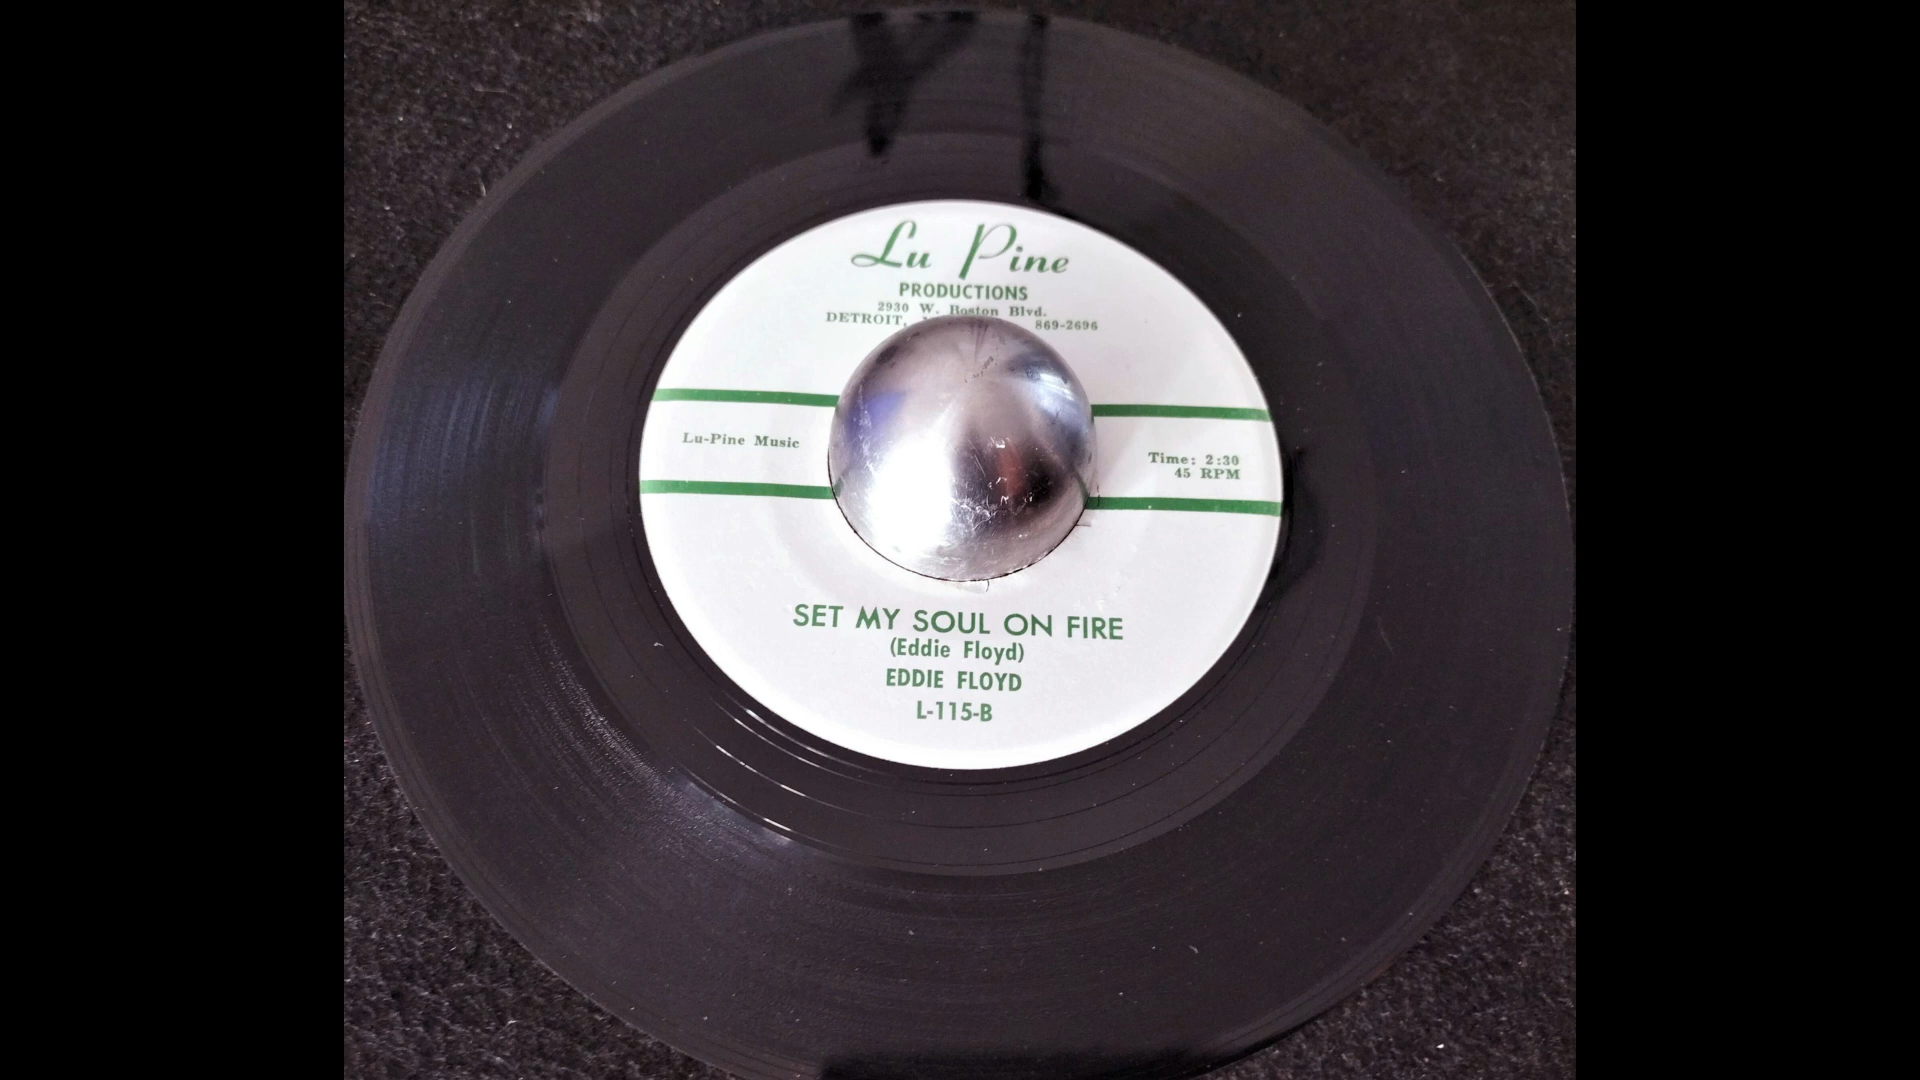 Lu Pine
PRODUCTIONS
2930 W. Boston Blvd.
DETROIT, 869-2696
Lu-Pine Music
Time: 2:30
45 RPM
SET MY SOUL ON FIRE
(Eddie Floyd)
EDDIE FLOYD
L-115-B